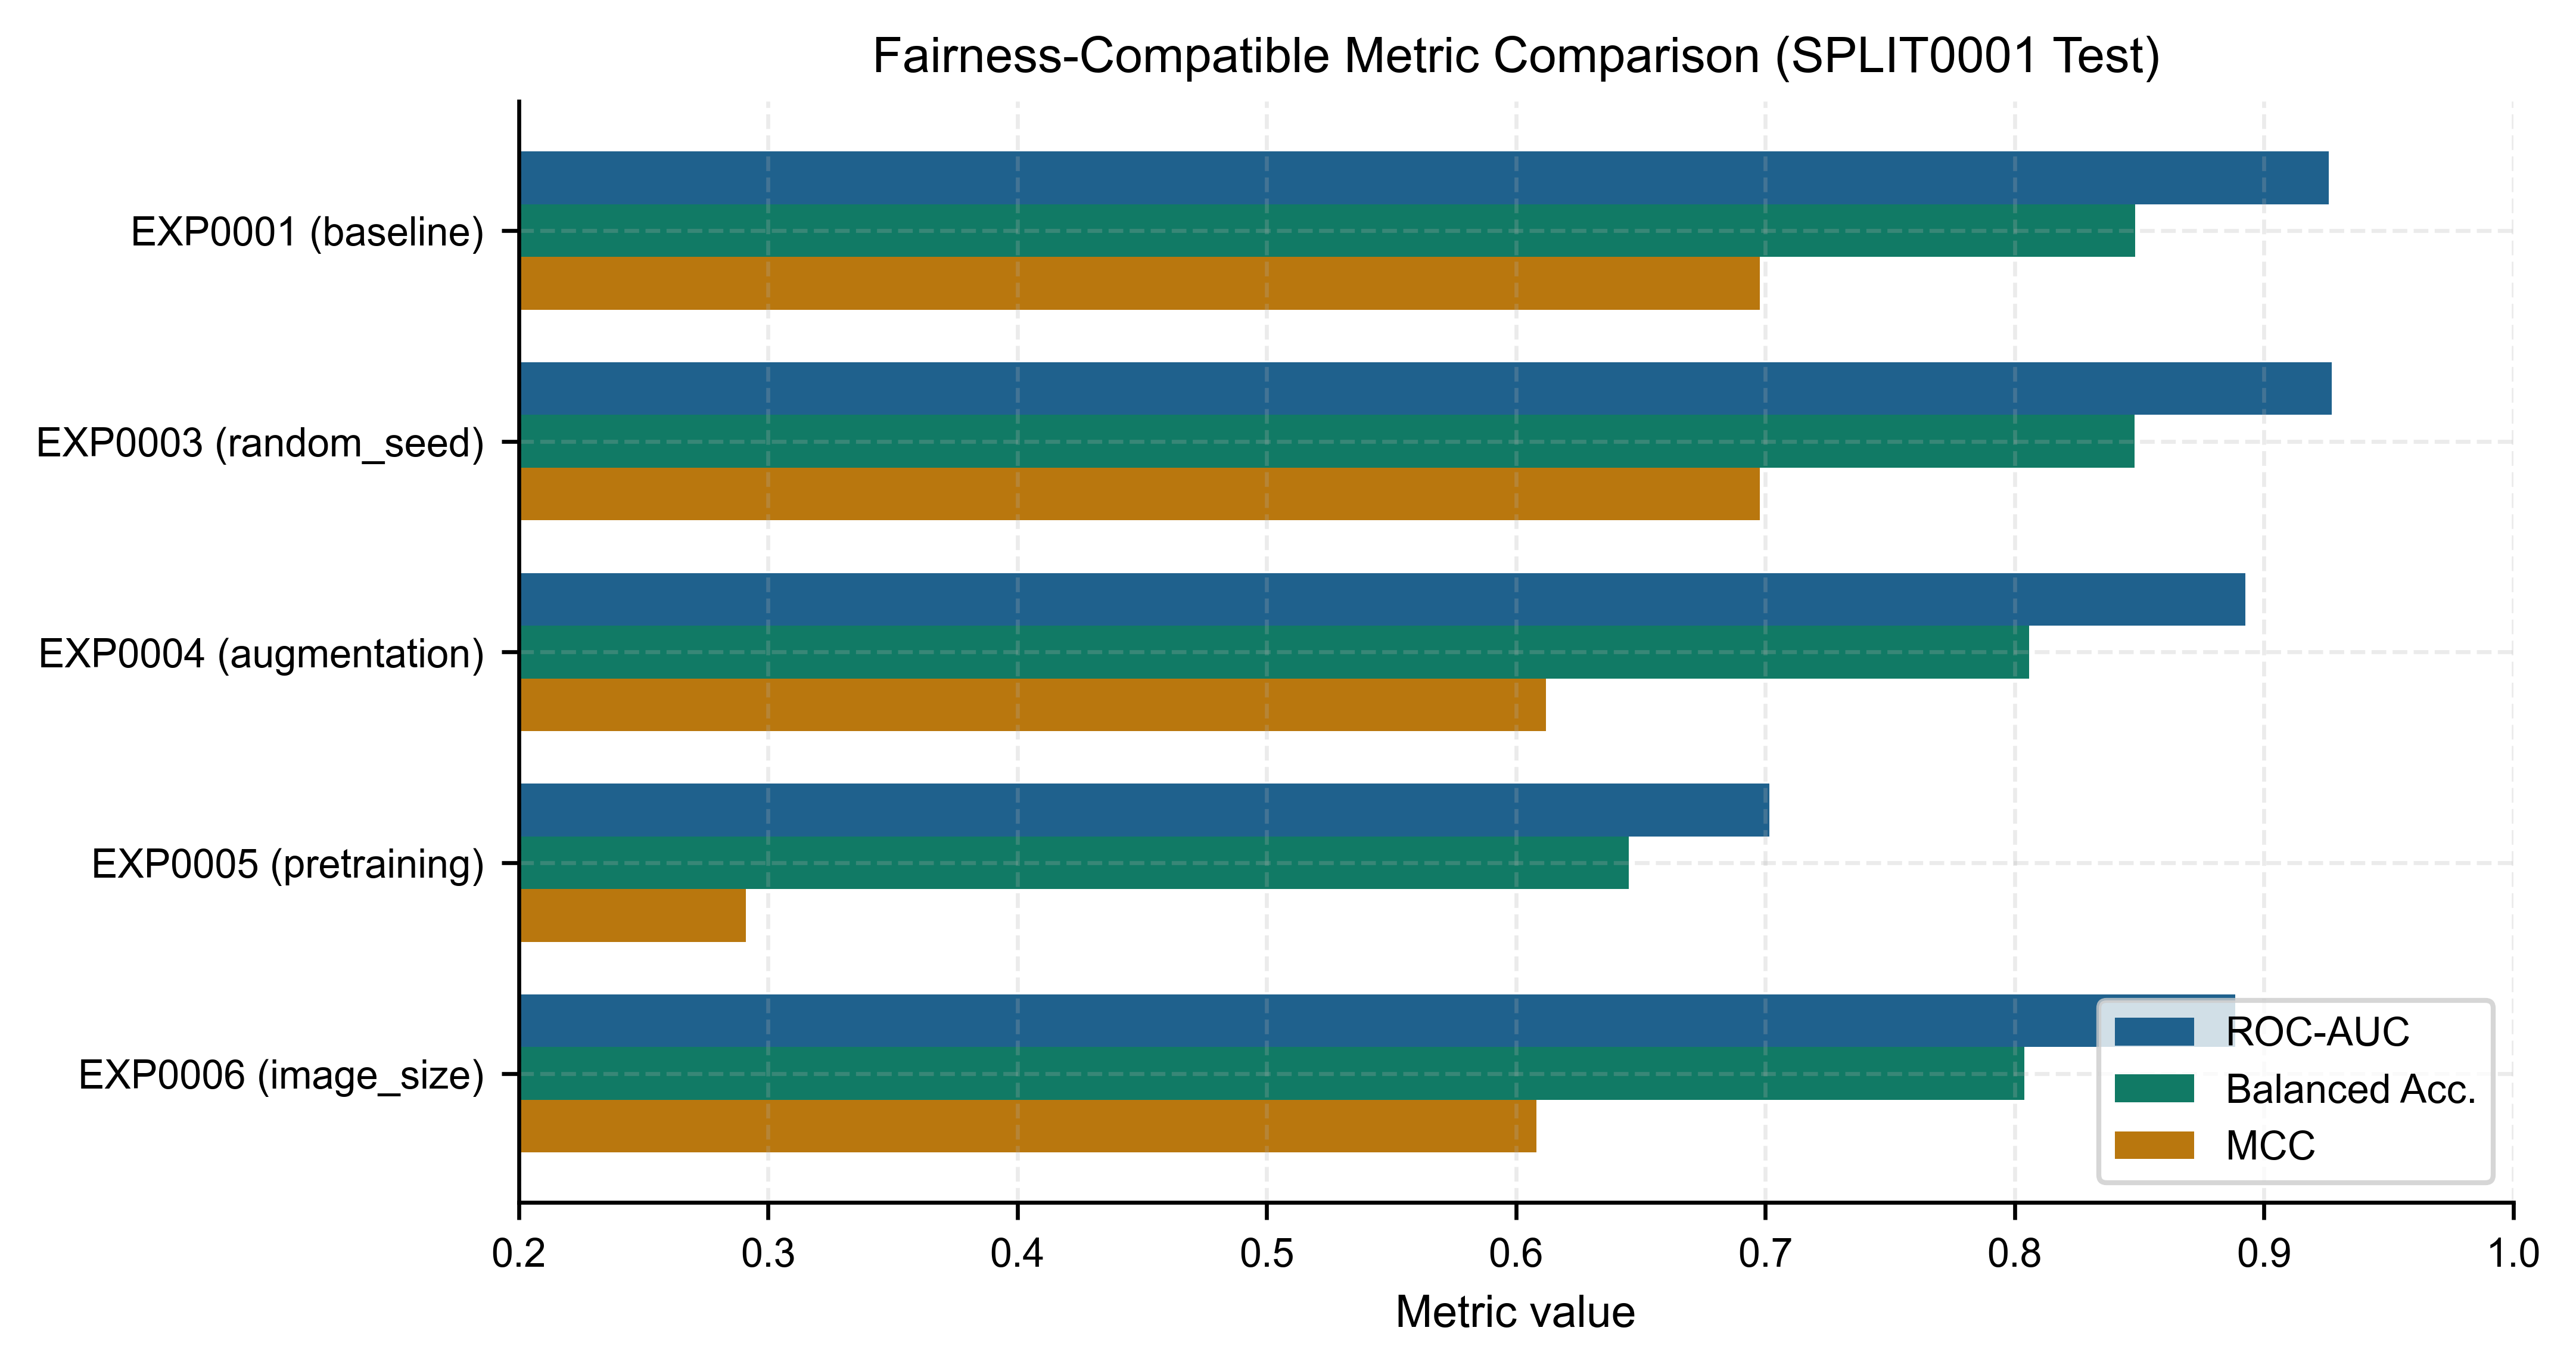 Fairness-Compatible Metric Comparison (SPLIT0001 Test)
EXP0001 (baseline)
EXP0003 (random_seed)
EXP0004 (augmentation)
EXP0005 (pretraining)
EXP0006 (image_size)
ROC-AUC
Balanced Acc.
MCC
0.2 0.3 0.4 0.5 0.6 0.7 0.8 0.9 1.0
Metric value